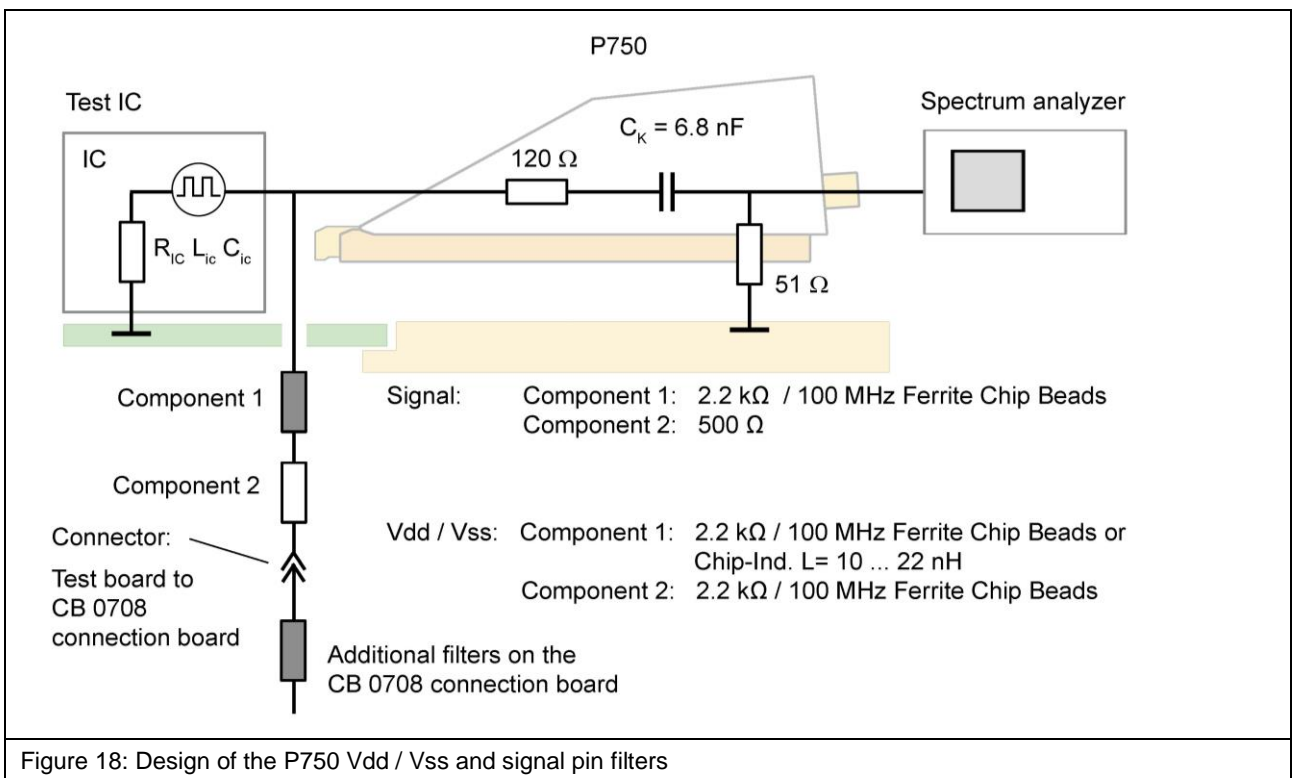 P750
Test IC
Spectrum analyzer
C_K = 6.8 nF
IC
120 Ω
R_IC L_ic C_ic
51 Ω
Component 1
Signal: Component 1: 2.2 kΩ / 100 MHz Ferrite Chip Beads
Component 2: 500 Ω
Component 2
Connector:
Vdd / Vss: Component 1: 2.2 kΩ / 100 MHz Ferrite Chip Beads or
Chip-Ind. L= 10 ... 22 nH
Component 2: 2.2 kΩ / 100 MHz Ferrite Chip Beads
Test board to
CB 0708
connection board
Additional filters on the
CB 0708 connection board
Figure 18: Design of the P750 Vdd / Vss and signal pin filters